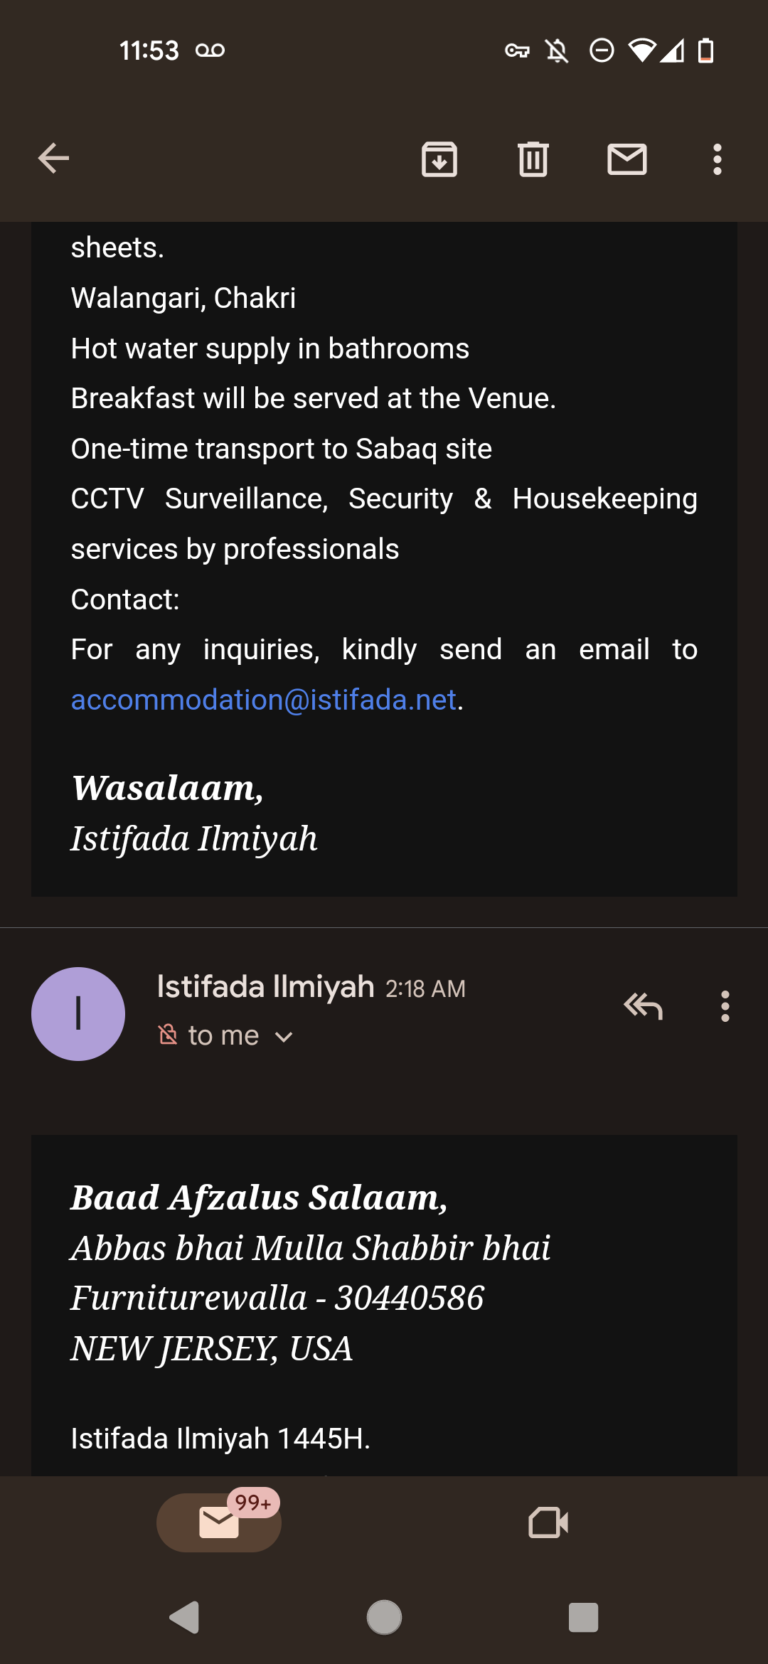 11:53
sheets.
Walangari, Chakri
Hot water supply in bathrooms
Breakfast will be served at the Venue.
One-time transport to Sabaq site
CCTV Surveillance, Security & Housekeeping
services by professionals
Contact:
For any inquiries, kindly send an email to
accommodation@istifada.net.
Wasalaam,
Istifada Ilmiyah
I
Istifada Ilmiyah 2:18 AM
to me
Baad Afzalus Salaam,
Abbas bhai Mulla Shabbir bhai
Furniturewalla - 30440586
NEW JERSEY, USA
Istifada Ilmiyah 1445H.
99+